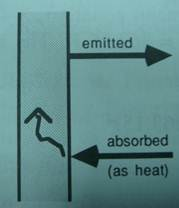 emitted
absorbed
(as heat)